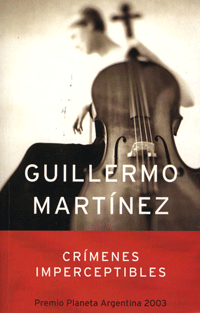 GUILLERMO
MARTÍNEZ
CRÍMENES
IMPERCEPTIBLES
Premio Planeta Argentina 2003